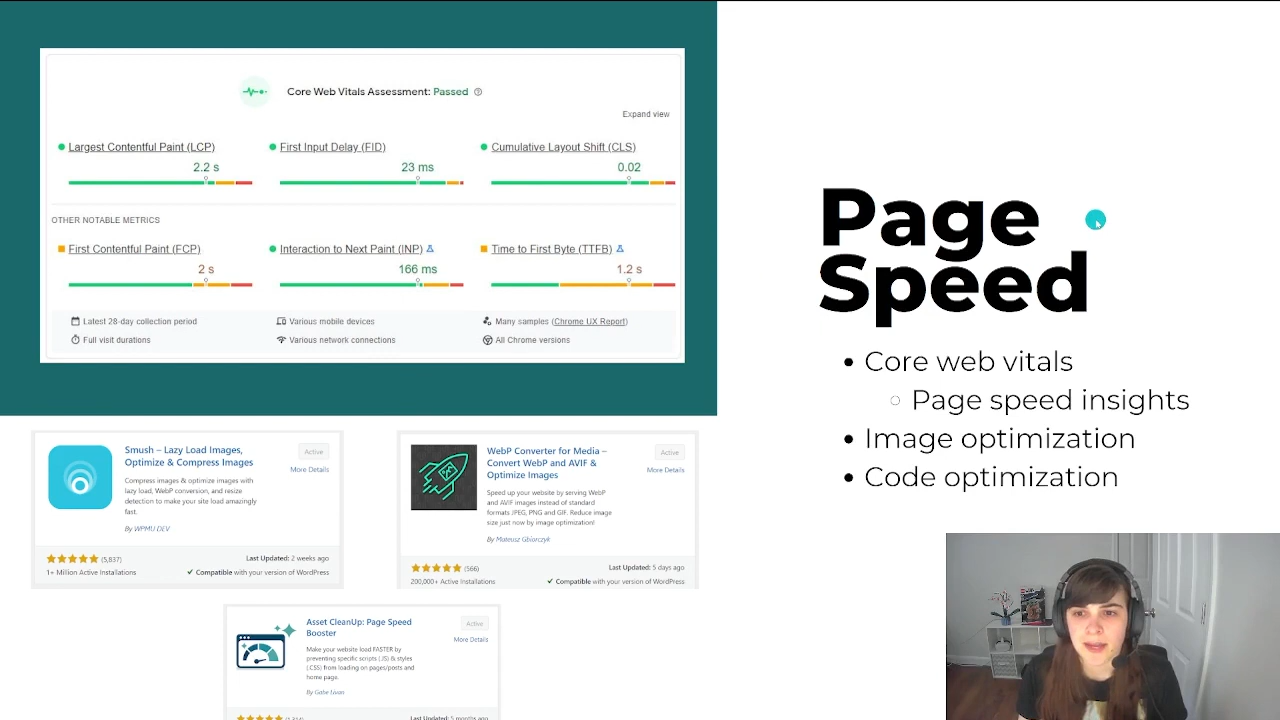 Core Web Vitals Assessment: Passed
Expand view
Largest Contentful Paint (LCP)
2.2 s
First Input Delay (FID)
23 ms
Cumulative Layout Shift (CLS)
0.02
OTHER NOTABLE METRICS
First Contentful Paint (FCP)
2 s
Interaction to Next Paint (INP)
166 ms
Time to First Byte (TTFB)
1.2 s
Latest 28-day collection period
Various mobile devices
Many samples (Chrome UX Report)
Full visit durations
Various network connections
All Chrome versions
Smush – Lazy Load Images,
Optimize & Compress Images
Active
More Details
Compress images & optimize images with
lazy load, WebP conversion, and resize
detection to make your site load amazingly
fast.
By WPMU DEV
(5,837)
Last Updated: 2 weeks ago
1+ Million Active Installations
Compatible with your version of WordPress
WebP Converter for Media –
Convert WebP and AVIF &
Optimize Images
Active
More Details
Speed up your website by serving WebP
and AVIF images instead of standard
formats JPEG, PNG and GIF. Reduce image
size just now by image optimization!
By Mateusz Gbiorczyk
(566)
Last Updated: 5 days ago
200,000+ Active Installations
Compatible with your version of WordPress
Asset CleanUp: Page Speed
Booster
Active
More Details
Make your website load FASTER by
preventing specific scripts (.JS) & styles
(.CSS) from loading on pages/posts and
home page.
By Gabe Livan
Last Updated: 5 months ago
Page
Speed
Core web vitals
Page speed insights
Image optimization
Code optimization